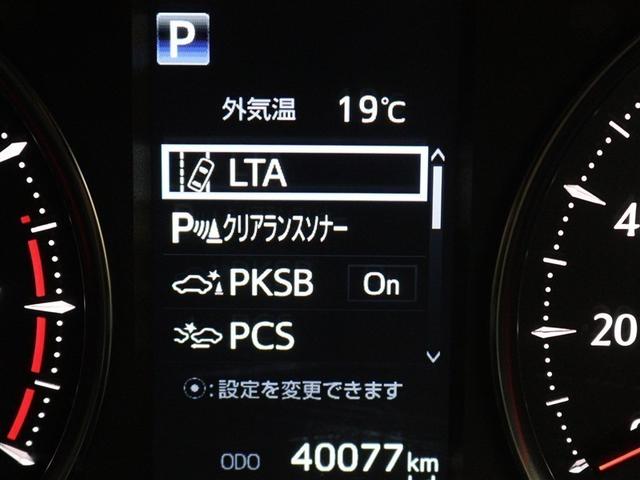 P
外気温 19℃
LTA
P クリアランスソナー
PKSB On
PCS
:設定を変更できます
ODO 40077km
4
20